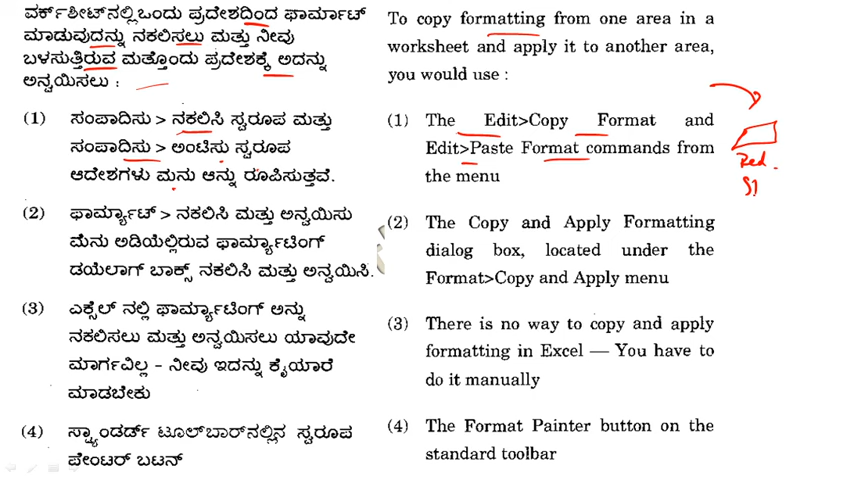 ವರ್ಕ್‌ಶೀಟ್‌ನಲ್ಲಿ ಒಂದು ಪ್ರದೇಶದಿಂದ ಫಾರ್ಮಾಟ್
ಮಾಡುವುದನ್ನು ನಕಲಿಸಲು ಮತ್ತು ನೀವು
ಬಳಸುತ್ತಿರುವ ಮತ್ತೊಂದು ಪ್ರದೇಶಕ್ಕೆ ಅದನ್ನು
ಅನ್ವಯಿಸಲು :
(1) ಸಂಪಾದಿಸು > ನಕಲಿಸಿ ಸ್ವರೂಪ ಮತ್ತು
ಸಂಪಾದಿಸು > ಅಂಟಿಸು ಸ್ವರೂಪ
ಆದೇಶಗಳು ಮನು ಆನ್ನು ರೂಪಿಸುತ್ತವೆ.
(2) ಫಾರ್ಮ್ಯಾಟ್ > ನಕಲಿಸಿ ಮತ್ತು ಅನ್ವಯಿಸು
ಮೆನು ಅಡಿಯಲ್ಲಿರುವ ಫಾರ್ಮ್ಯಾಟಿಂಗ್
ಡಯೆಲಾಗ್ ಬಾಕ್ಸ್ ನಕಲಿಸಿ ಮತ್ತು ಅನ್ವಯಿಸಿ.
(3) ಎಕ್ಸೆಲ್ ನಲ್ಲಿ ಫಾರ್ಮ್ಯಾಟಿಂಗ್ ಅನ್ನು
ನಕಲಿಸಲು ಮತ್ತು ಅನ್ವಯಿಸಲು ಯಾವುದೇ
ಮಾರ್ಗವಿಲ್ಲ – ನೀವು ಇದನ್ನು ಕೈಯಾರೆ
ಮಾಡಬೇಕು
(4) ಸ್ಟ್ಯಾಂಡರ್ಡ್ ಟೂಲ್‌ಬಾರ್‌ನಲ್ಲಿನ ಸ್ವರೂಪ
ಪೇಂಟರ್ ಬಟನ್
To copy formatting from one area in a
worksheet and apply it to another area,
you would use :
(1) The Edit>Copy Format and
Edit>Paste Format commands from
the menu
(2) The Copy and Apply Formatting
dialog box, located under the
Format>Copy and Apply menu
(3) There is no way to copy and apply
formatting in Excel — You have to
do it manually
(4) The Format Painter button on the
standard toolbar
Red